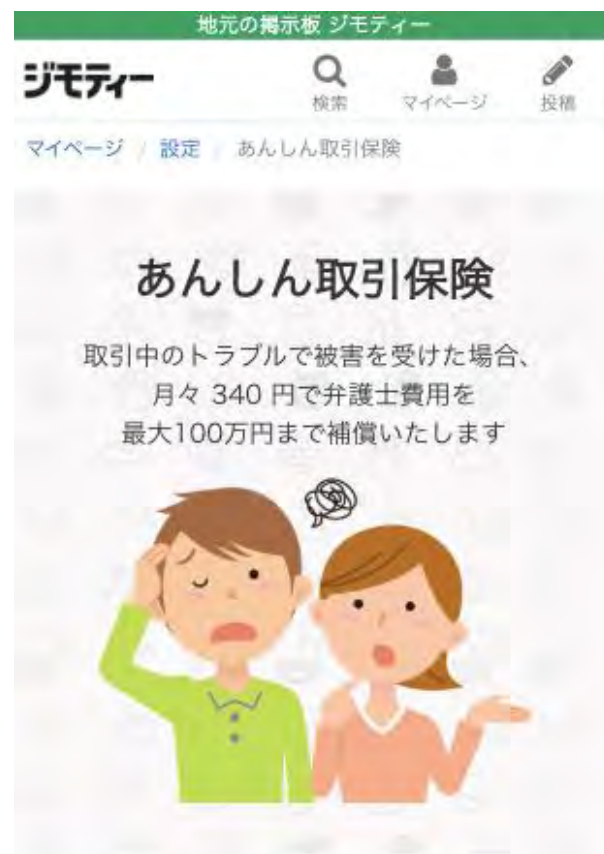 地元の掲示板 ジモティー
ジモティー
検索 マイページ 投稿
マイページ / 設定 / あんしん取引保険
あんしん取引保険
取引中のトラブルで被害を受けた場合、
月々 340 円で弁護士費用を
最大100万円まで補償いたします